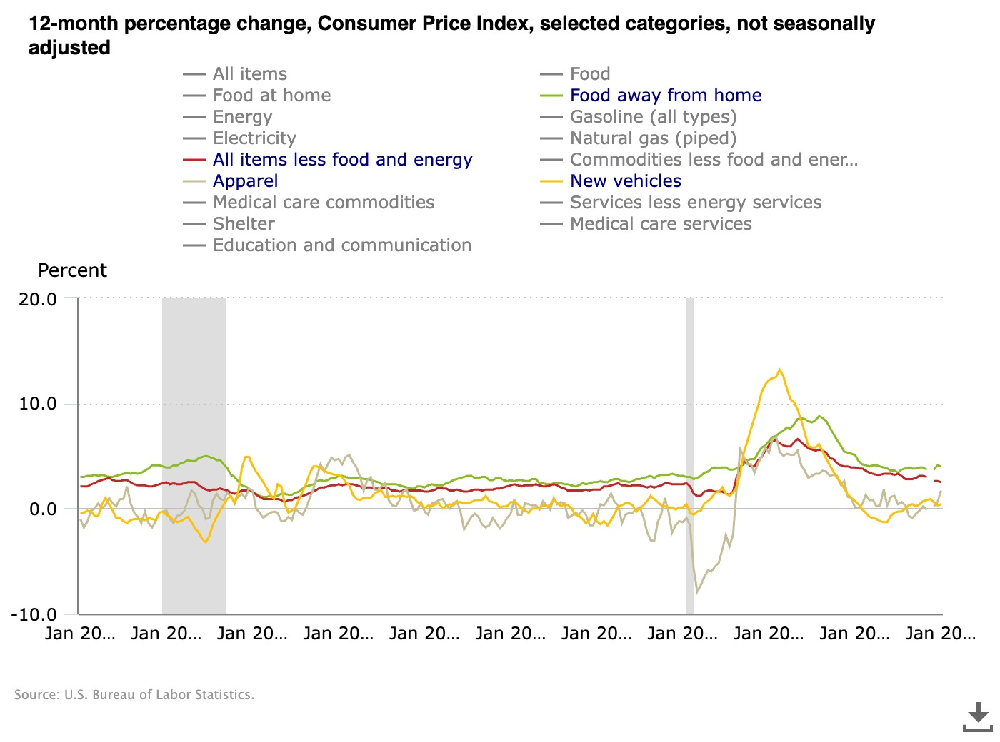 12-month percentage change, Consumer Price Index, selected categories, not seasonally
adjusted
All items
Food
Food at home
Food away from home
Energy
Gasoline (all types)
Electricity
Natural gas (piped)
All items less food and energy
Commodities less food and ener...
Apparel
New vehicles
Medical care commodities
Services less energy services
Shelter
Medical care services
Education and communication
Percent
20.0
10.0
0.0
-10.0
Jan 20... Jan 20... Jan 20... Jan 20... Jan 20... Jan 20... Jan 20... Jan 20... Jan 20... Jan 20... Jan 20...
Source: U.S. Bureau of Labor Statistics.